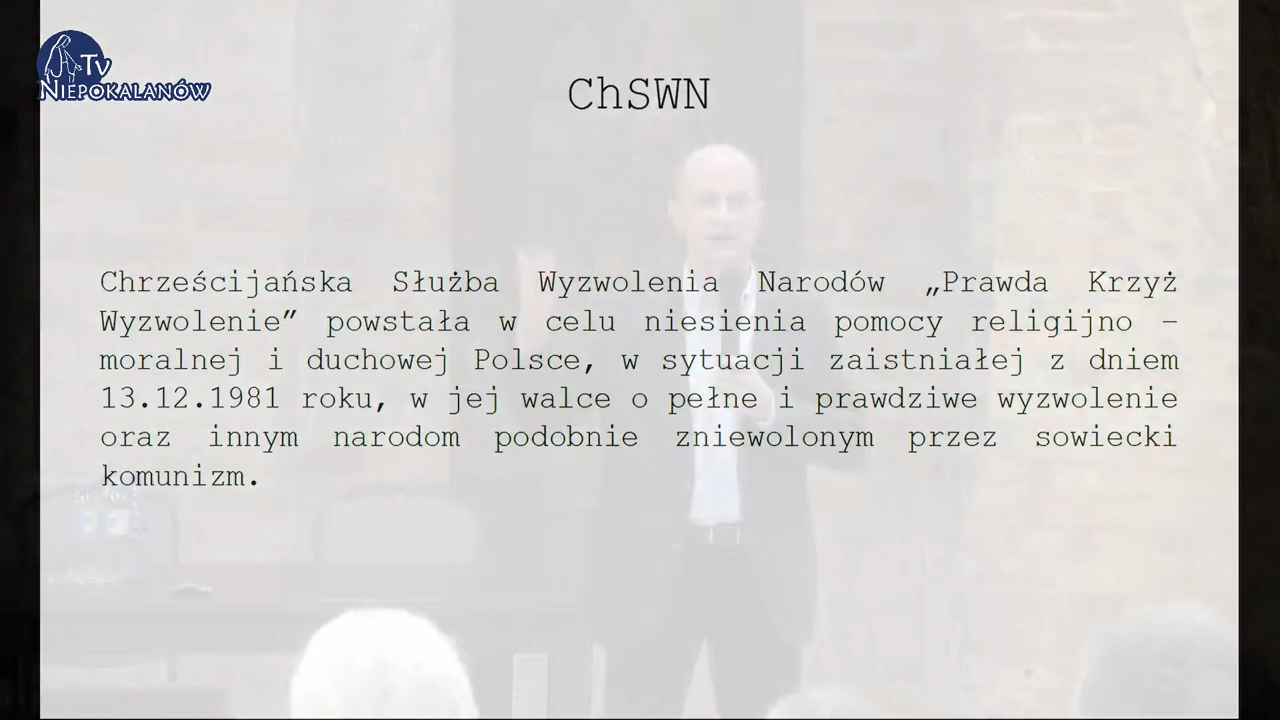 Tv
NIEPOKALANÓW
ChSWN
Chrześcijańska Służba Wyzwolenia Narodów „Prawda Krzyż
Wyzwolenie” powstała w celu niesienia pomocy religijno –
moralnej i duchowej Polsce, w sytuacji zaistniałej z dniem
13.12.1981 roku, w jej walce o pełne i prawdziwe wyzwolenie
oraz innym narodom podobnie zniewolonym przez sowiecki
komunizm.